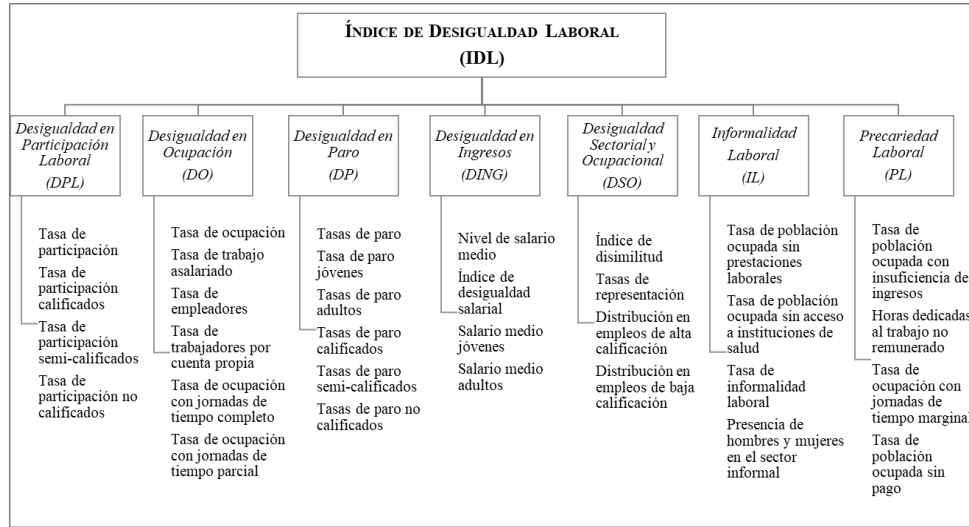 ÍNDICE DE DESIGUALDAD LABORAL
(IDL)
Desigualdad en
Participación
Laboral
(DPL)
Tasa de
participación
Tasa de
participación
calificados
Tasa de
participación
semi-calificados
Tasa de
participación no
calificados
Desigualdad en
Ocupación
(DO)
Tasa de ocupación
Tasa de trabajo
asalariado
Tasa de
empleadores
Tasa de
trabajadores por
cuenta propia
Tasa de ocupación
con jornadas de
tiempo completo
Tasa de ocupación
con jornadas de
tiempo parcial
Desigualdad en
Paro
(DP)
Tasas de paro
Tasa de paro
jóvenes
Tasas de paro
adultos
Tasas de paro
calificados
Tasas de paro
semi-calificados
Tasas de paro no
calificados
Desigualdad en
Ingresos
(DING)
Nivel de salario
medio
Índice de
desigualdad
salarial
Salario medio
jóvenes
Salario medio
adultos
Desigualdad
Sectorial y
Ocupacional
(DSO)
Índice de
disimilitud
Tasas de
representación
Distribución en
empleos de alta
calificación
Distribución en
empleos de baja
calificación
Informalidad
Laboral
(IL)
Tasa de población
ocupada sin
prestaciones
laborales
Tasa de población
ocupada sin acceso
a instituciones de
salud
Tasa de
informalidad
laboral
Presencia de
hombres y mujeres
en el sector
informal
Precariedad
Laboral
(PL)
Tasa de
población
ocupada con
insuficiencia de
ingresos
Horas dedicadas
al trabajo no
remunerado
Tasa de
ocupación con
jornadas de
tiempo marginal
Tasa de
población
ocupada sin
pago